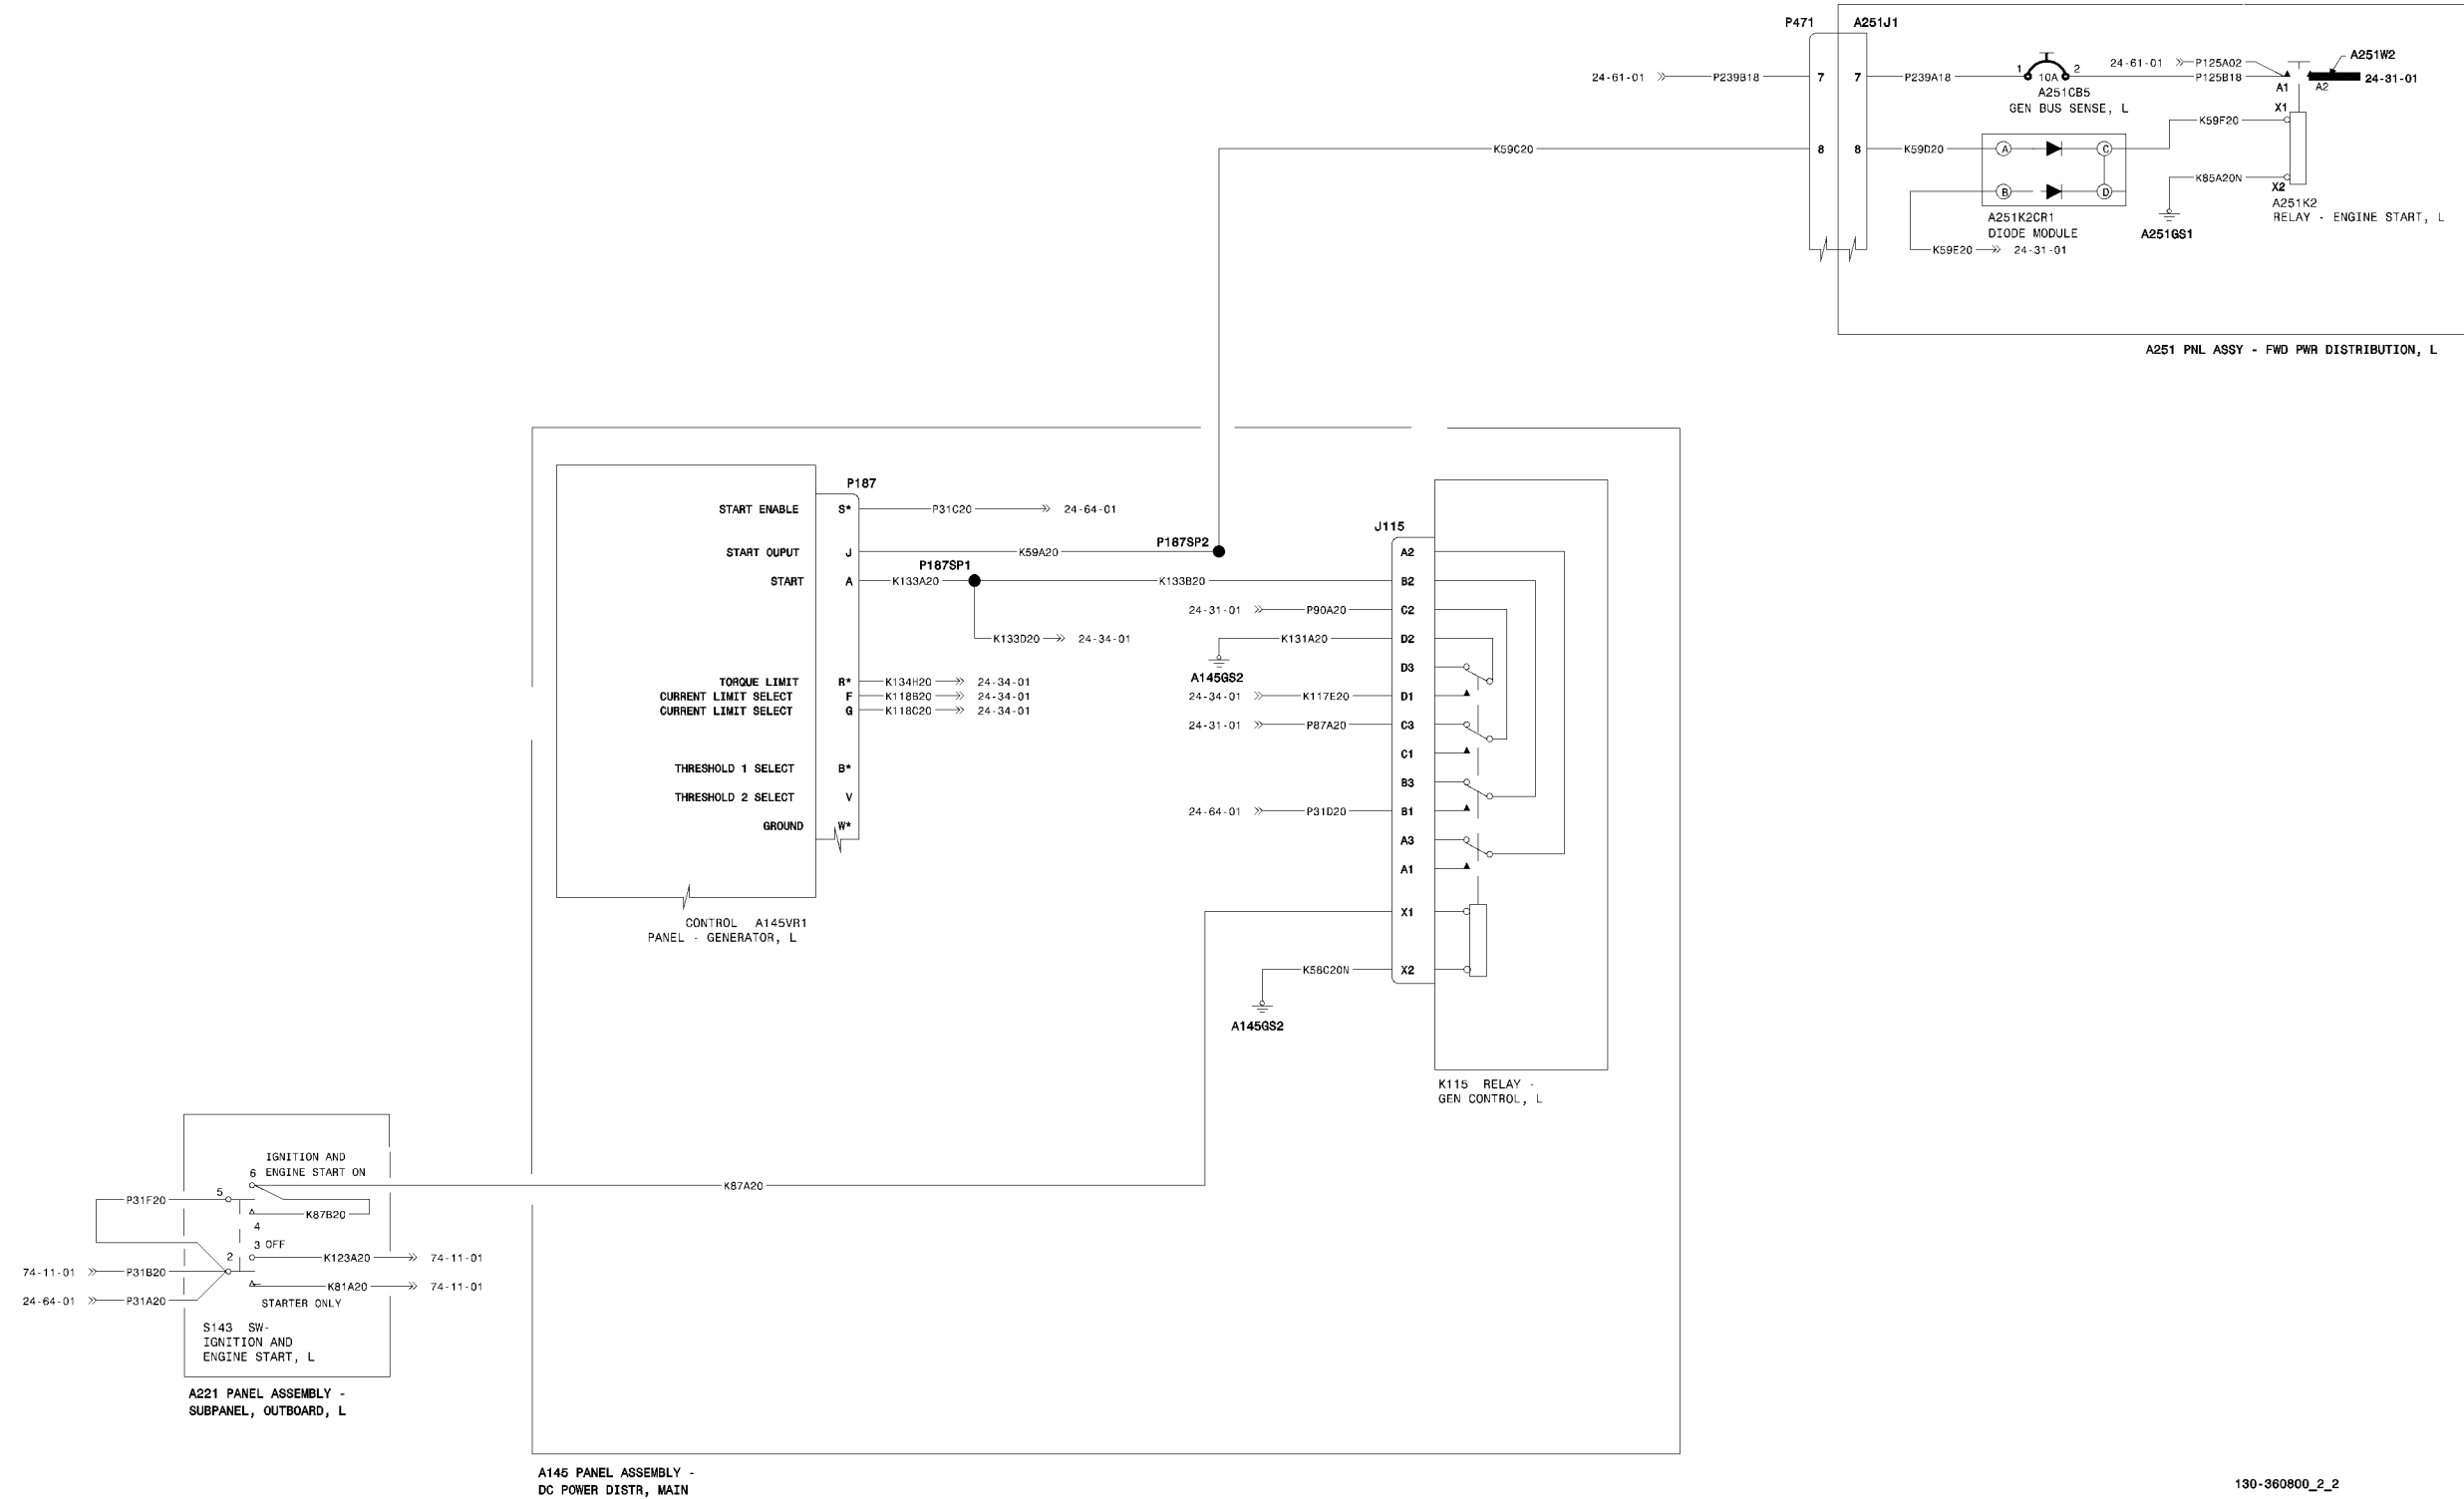 P471
A251J1
24-61-01
P239B18
7
7
P239A18
1
10A
2
A251CB5
GEN BUS SENSE, L
24-61-01
P125A02
P125B18
A251W2
24-31-01
A1
A2
X1
K59F20
K59C20
8
8
K59D20
A
C
B
D
K85A20N
X2
A251K2
RELAY - ENGINE START, L
A251K2CR1
DIODE MODULE
A251GS1
K59E20
24-31-01
A251 PNL ASSY - FWD PWR DISTRIBUTION, L
P187
START ENABLE
S*
P31C20
24-64-01
START OUPUT
J
K59A20
P187SP2
P187SP1
START
A
K133A20
K133B20
K133D20
24-34-01
TORQUE LIMIT
R*
K134H20
24-34-01
CURRENT LIMIT SELECT
F
K118B20
24-34-01
CURRENT LIMIT SELECT
G
K118C20
24-34-01
THRESHOLD 1 SELECT
B*
THRESHOLD 2 SELECT
V
GROUND
W*
CONTROL A145VR1
PANEL - GENERATOR, L
J115
A2
B2
24-31-01
P90A20
C2
K131A20
D2
A145GS2
D3
24-34-01
K117E20
D1
24-31-01
P87A20
C3
C1
B3
24-64-01
P31D20
B1
A3
A1
X1
K58C20N
X2
A145GS2
K115 RELAY -
GEN CONTROL, L
IGNITION AND
6 ENGINE START ON
K87A20
P31F20
5
K87B20
4
3 OFF
2
K123A20
74-11-01
74-11-01
P31B20
K81A20
74-11-01
24-64-01
P31A20
STARTER ONLY
S143 SW-
IGNITION AND
ENGINE START, L
A221 PANEL ASSEMBLY -
SUBPANEL, OUTBOARD, L
A145 PANEL ASSEMBLY -
DC POWER DISTR, MAIN
130-360800_2_2